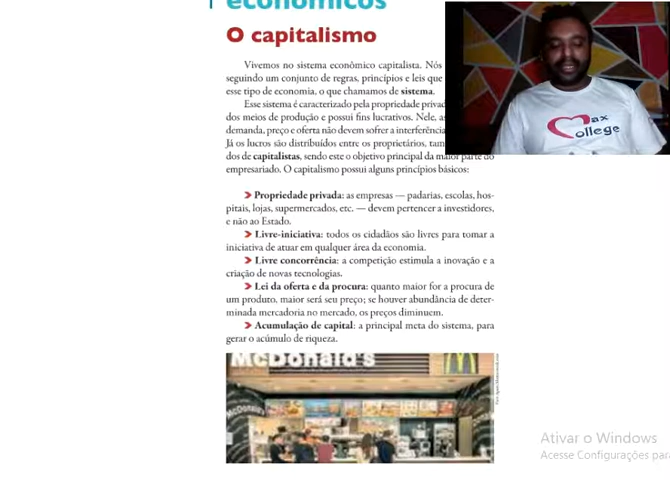 econômicos
O capitalismo
Vivemos no sistema econômico capitalista. Nós
seguindo um conjunto de regras, princípios e leis que
esse tipo de economia, o que chamamos de sistema.
Esse sistema é caracterizado pela propriedade
dos meios de produção e possui fins lucrativos. Nele,
demanda, preço e oferta não devem sofrer a
Já os lucros são distribuídos entre os proprietários,
dos de capitalistas, sendo este o objetivo principal da maior parte do
empresariado. O capitalismo possui alguns princípios básicos:
Propriedade privada: as empresas — padarias, escolas, hos-
pitais, lojas, supermercados, etc. — devem pertencer a investidores,
e não ao Estado.
Livre-iniciativa: todos os cidadãos são livres para tomar a
iniciativa de atuar em qualquer área da economia.
Livre concorrência: a competição estimula a inovação e a
criação de novas tecnologias.
Lei da oferta e da procura: quanto maior for a procura de
um produto, maior será seu preço; se houver abundância de deter-
minada mercadoria no mercado, os preços diminuem.
Acumulação de capital: a principal meta do sistema, para
gerar o acúmulo de riqueza.
McDonald's
Max
College
Ativar o Windows
Acesse Configurações